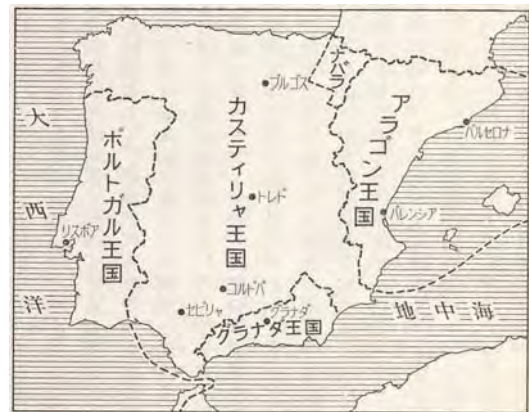 大西洋
ポルトガル王国
リスボア
カスティリャ王国
ブルゴス
トレド
コルドバ
セビリャ
ナバラ
アラゴン王国
バルセロナ
バレンシア
グラナダ
グラナダ王国
地中海